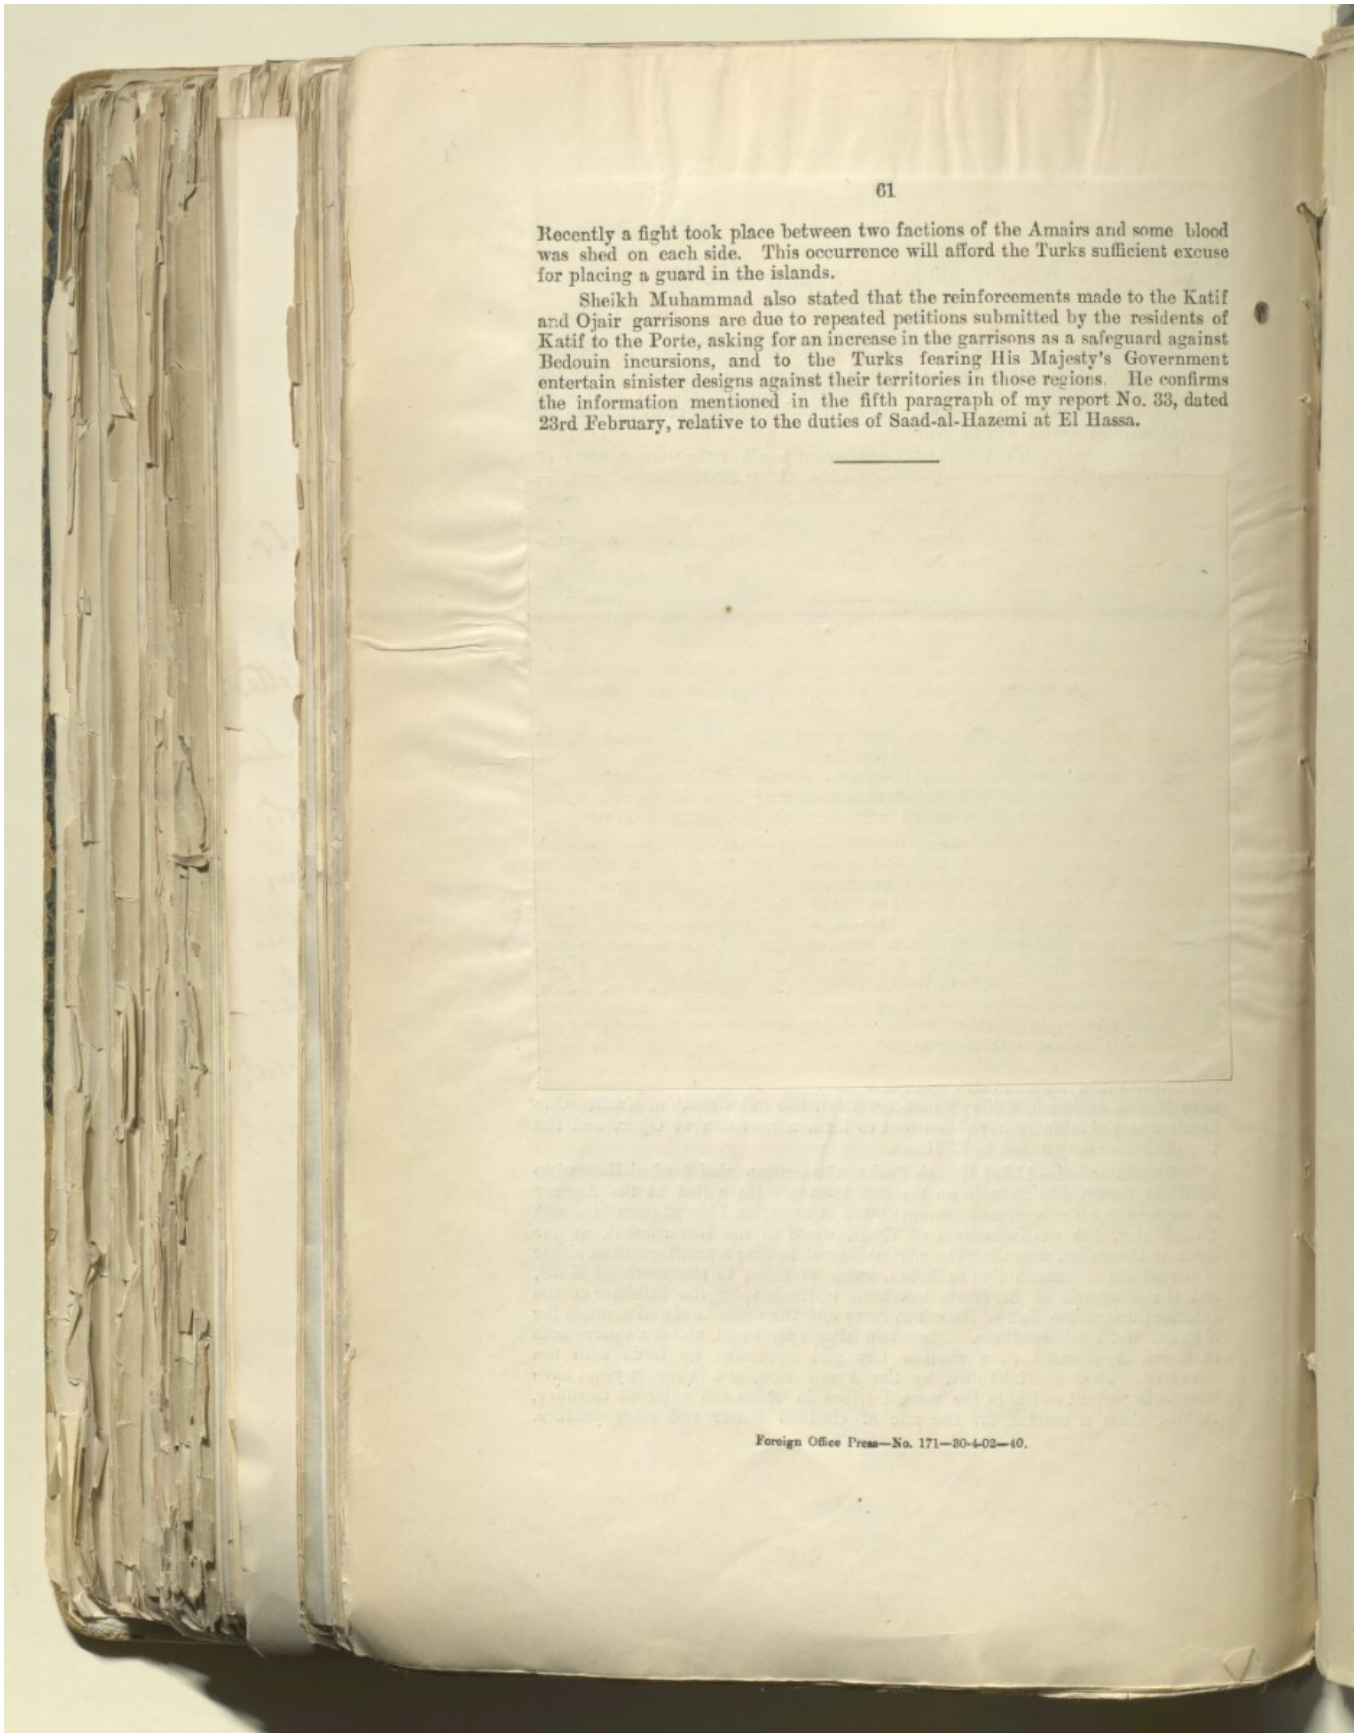 61
Recently a fight took place between two factions of the Amairs and some blood
was shed on each side. This occurrence will afford the Turks sufficient excuse
for placing a guard in the islands.
Sheikh Muhammad also stated that the reinforcements made to the Katif
and Ojair garrisons are due to repeated petitions submitted by the residents of
Katif to the Porte, asking for an increase in the garrisons as a safeguard against
Bedouin incursions, and to the Turks fearing His Majesty's Government
entertain sinister designs against their territories in those regions. He confirms
the information mentioned in the fifth paragraph of my report No. 33, dated
23rd February, relative to the duties of Saad-al-Hazemi at El Hassa.
Foreign Office Press—No. 171—30-4-02—40.